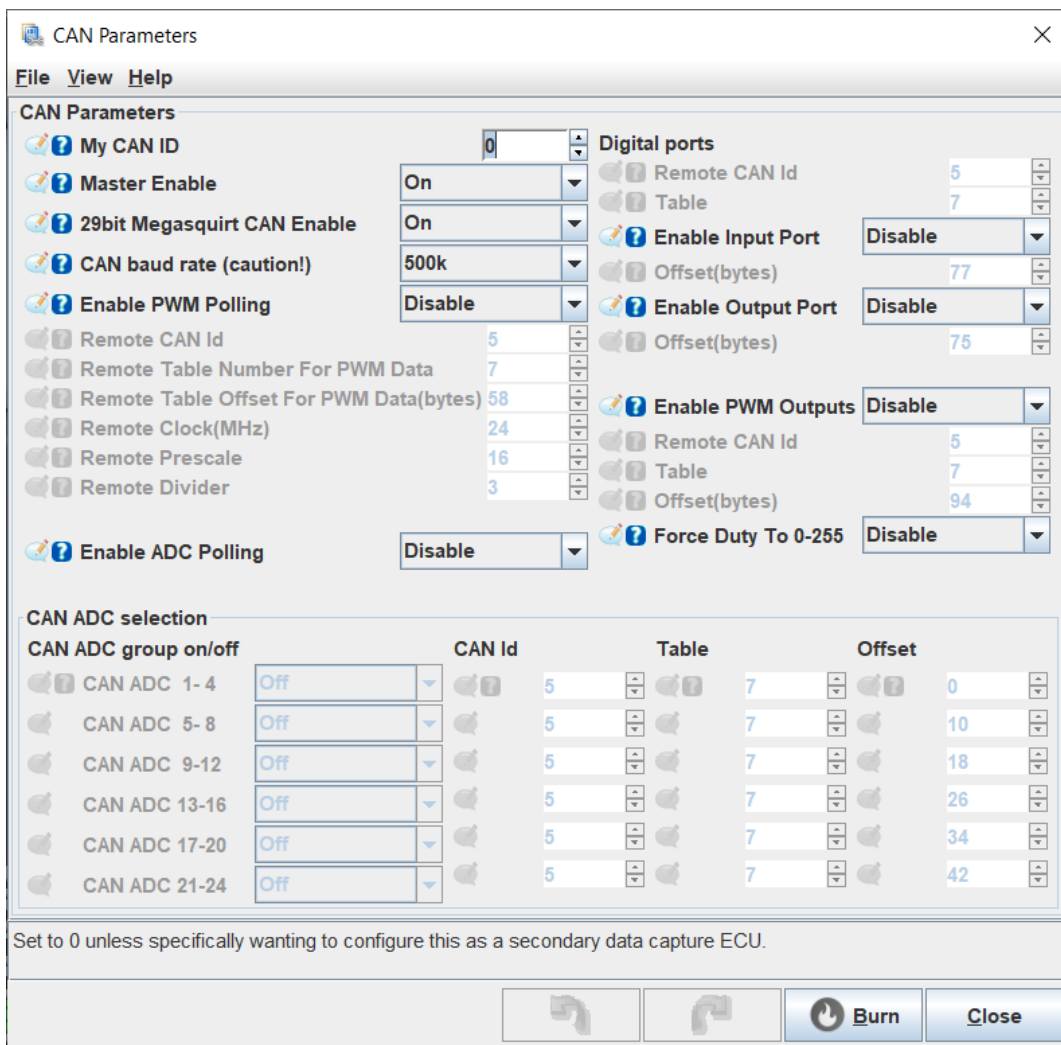 CAN Parameters
File View Help
CAN Parameters
My CAN ID 0
Master Enable On
29bit Megasquirt CAN Enable On
CAN baud rate (caution!) 500k
Enable PWM Polling Disable
Remote CAN Id 5
Remote Table Number For PWM Data 7
Remote Table Offset For PWM Data(bytes) 58
Remote Clock(MHz) 24
Remote Prescale 16
Remote Divider 3
Enable ADC Polling Disable
Digital ports
Remote CAN Id 5
Table 7
Enable Input Port Disable
Offset(bytes) 77
Enable Output Port Disable
Offset(bytes) 75
Enable PWM Outputs Disable
Remote CAN Id 5
Table 7
Offset(bytes) 94
Force Duty To 0-255 Disable
CAN ADC selection
CAN ADC group on/off CAN Id Table Offset
CAN ADC 1- 4 Off 5 7 0
CAN ADC 5- 8 Off 5 7 10
CAN ADC 9-12 Off 5 7 18
CAN ADC 13-16 Off 5 7 26
CAN ADC 17-20 Off 5 7 34
CAN ADC 21-24 Off 5 7 42
Set to 0 unless specifically wanting to configure this as a secondary data capture ECU.
Burn Close